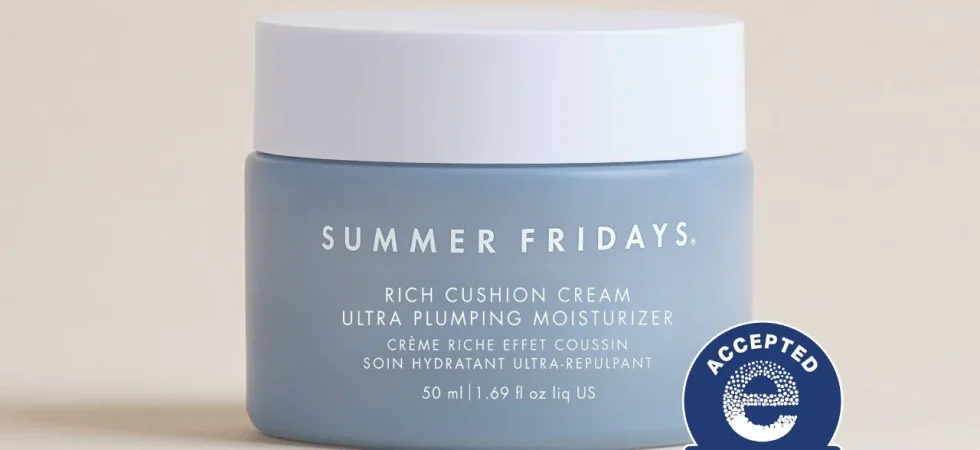 SUMMER FRIDAYS®
RICH CUSHION CREAM
ULTRA PLUMPING MOISTURIZER
CRÈME RICHE EFFET COUSSIN
SOIN HYDRATANT ULTRA-REPULPANT
50 ml | 1.69 fl oz liq US
ACCEPTED
e